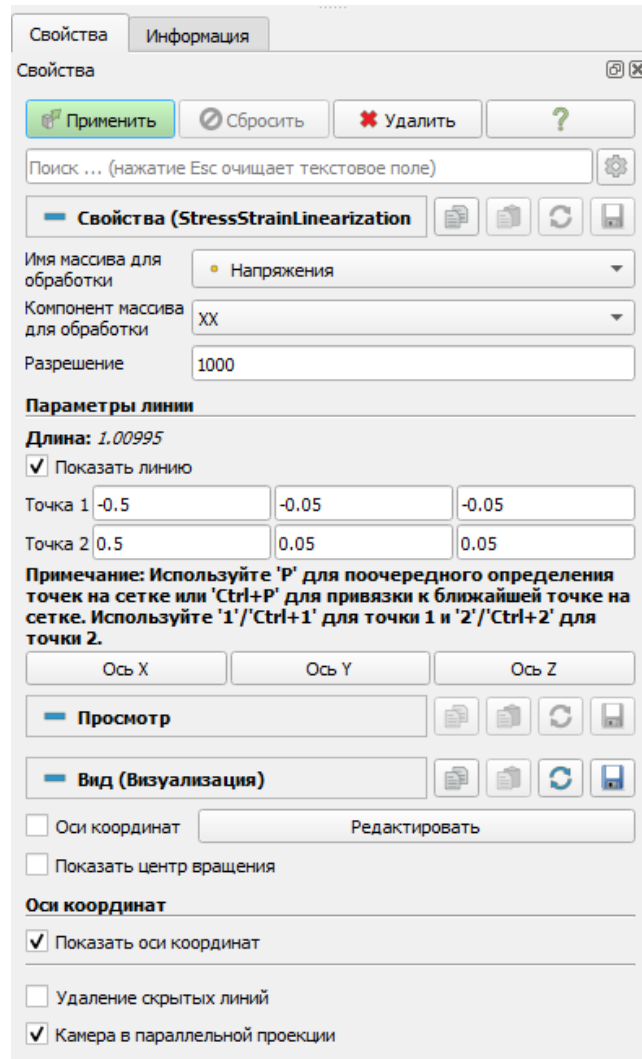 Свойства Информация
Свойства
Применить Сбросить Удалить ?
Поиск ... (нажатие Esc очищает текстовое поле)
Свойства (StressStrainLinearization
Имя массива для
обработки
Напряжения
Компонент массива
для обработки
XX
Разрешение 1000
Параметры линии
Длина: 1.00995
Показать линию
Точка 1 -0.5 -0.05 -0.05
Точка 2 0.5 0.05 0.05
Примечание: Используйте 'P' для поочередного определения
точек на сетке или 'Ctrl+P' для привязки к ближайшей точке на
сетке. Используйте '1'/'Ctrl+1' для точки 1 и '2'/'Ctrl+2' для
точки 2.
Ось X Ось Y Ось Z
Просмотр
Вид (Визуализация)
Оси координат Редактировать
Показать центр вращения
Оси координат
Показать оси координат
Удаление скрытых линий
Камера в параллельной проекции